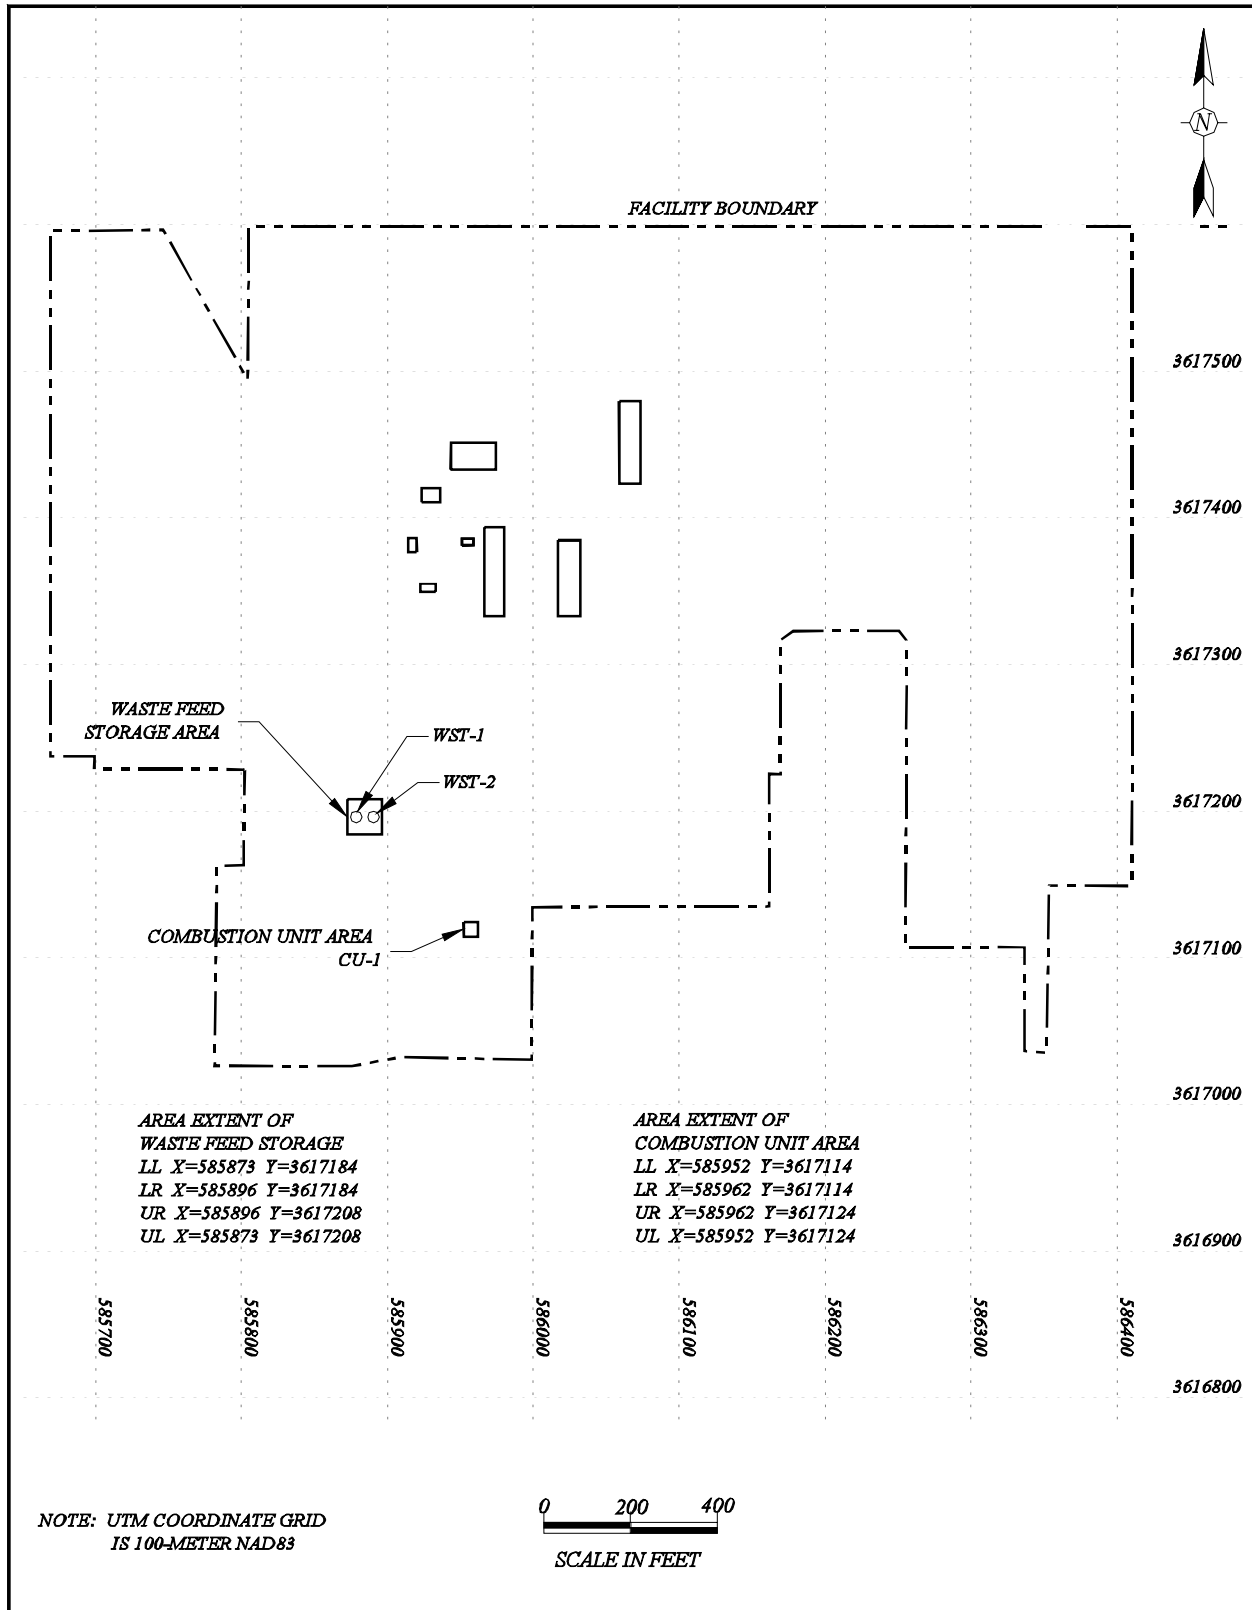 N
FACILITY BOUNDARY
3617500
3617400
3617300
WASTE FEED
STORAGE AREA
WST-1
WST-2
3617200
COMBUSTION UNIT AREA
CU-1
3617100
3617000
AREA EXTENT OF
WASTE FEED STORAGE
LL X=585873 Y=3617184
LR X=585896 Y=3617184
UR X=585896 Y=3617208
UL X=585873 Y=3617208
AREA EXTENT OF
COMBUSTION UNIT AREA
LL X=585952 Y=3617114
LR X=585962 Y=3617114
UR X=585962 Y=3617124
UL X=585952 Y=3617124
3616900
585700
585800
585900
586000
586100
586200
586300
586400
3616800
NOTE: UTM COORDINATE GRID
IS 100-METER NAD83
0 200 400
SCALE IN FEET